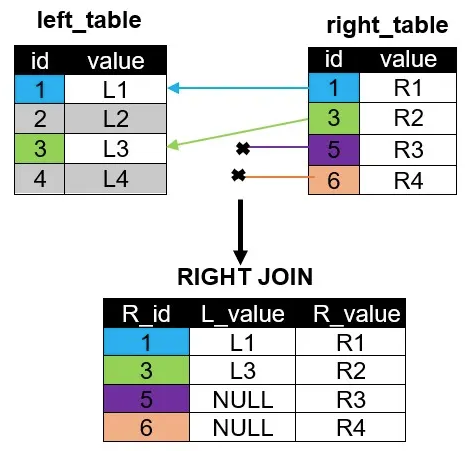 left_table right_table
id value id value
1 L1 1 R1
2 L2 3 R2
3 L3 5 R3
4 L4 6 R4
RIGHT JOIN
R_id L_value R_value
1 L1 R1
3 L3 R2
5 NULL R3
6 NULL R4